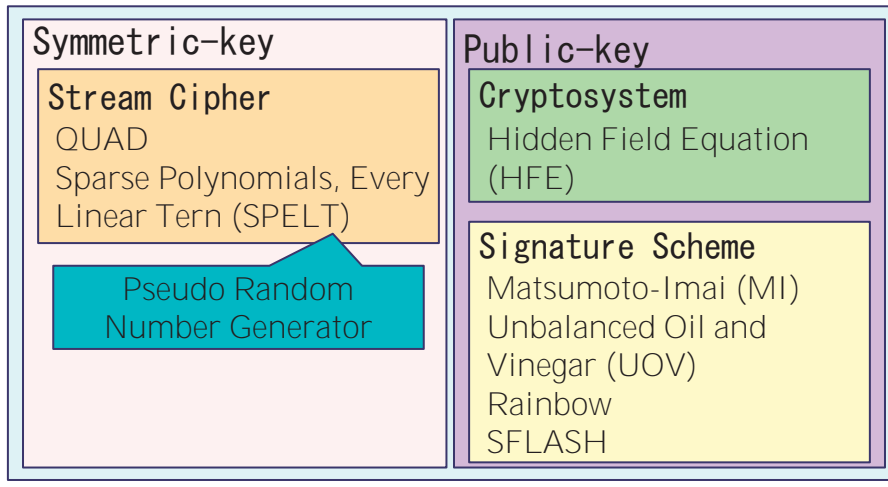 Symmetric-key
Stream Cipher
QUAD
Sparse Polynomials, Every
Linear Tern (SPELT)
Pseudo Random
Number Generator
Public-key
Cryptosystem
Hidden Field Equation
(HFE)
Signature Scheme
Matsumoto-Imai (MI)
Unbalanced Oil and
Vinegar (UOV)
Rainbow
SFLASH